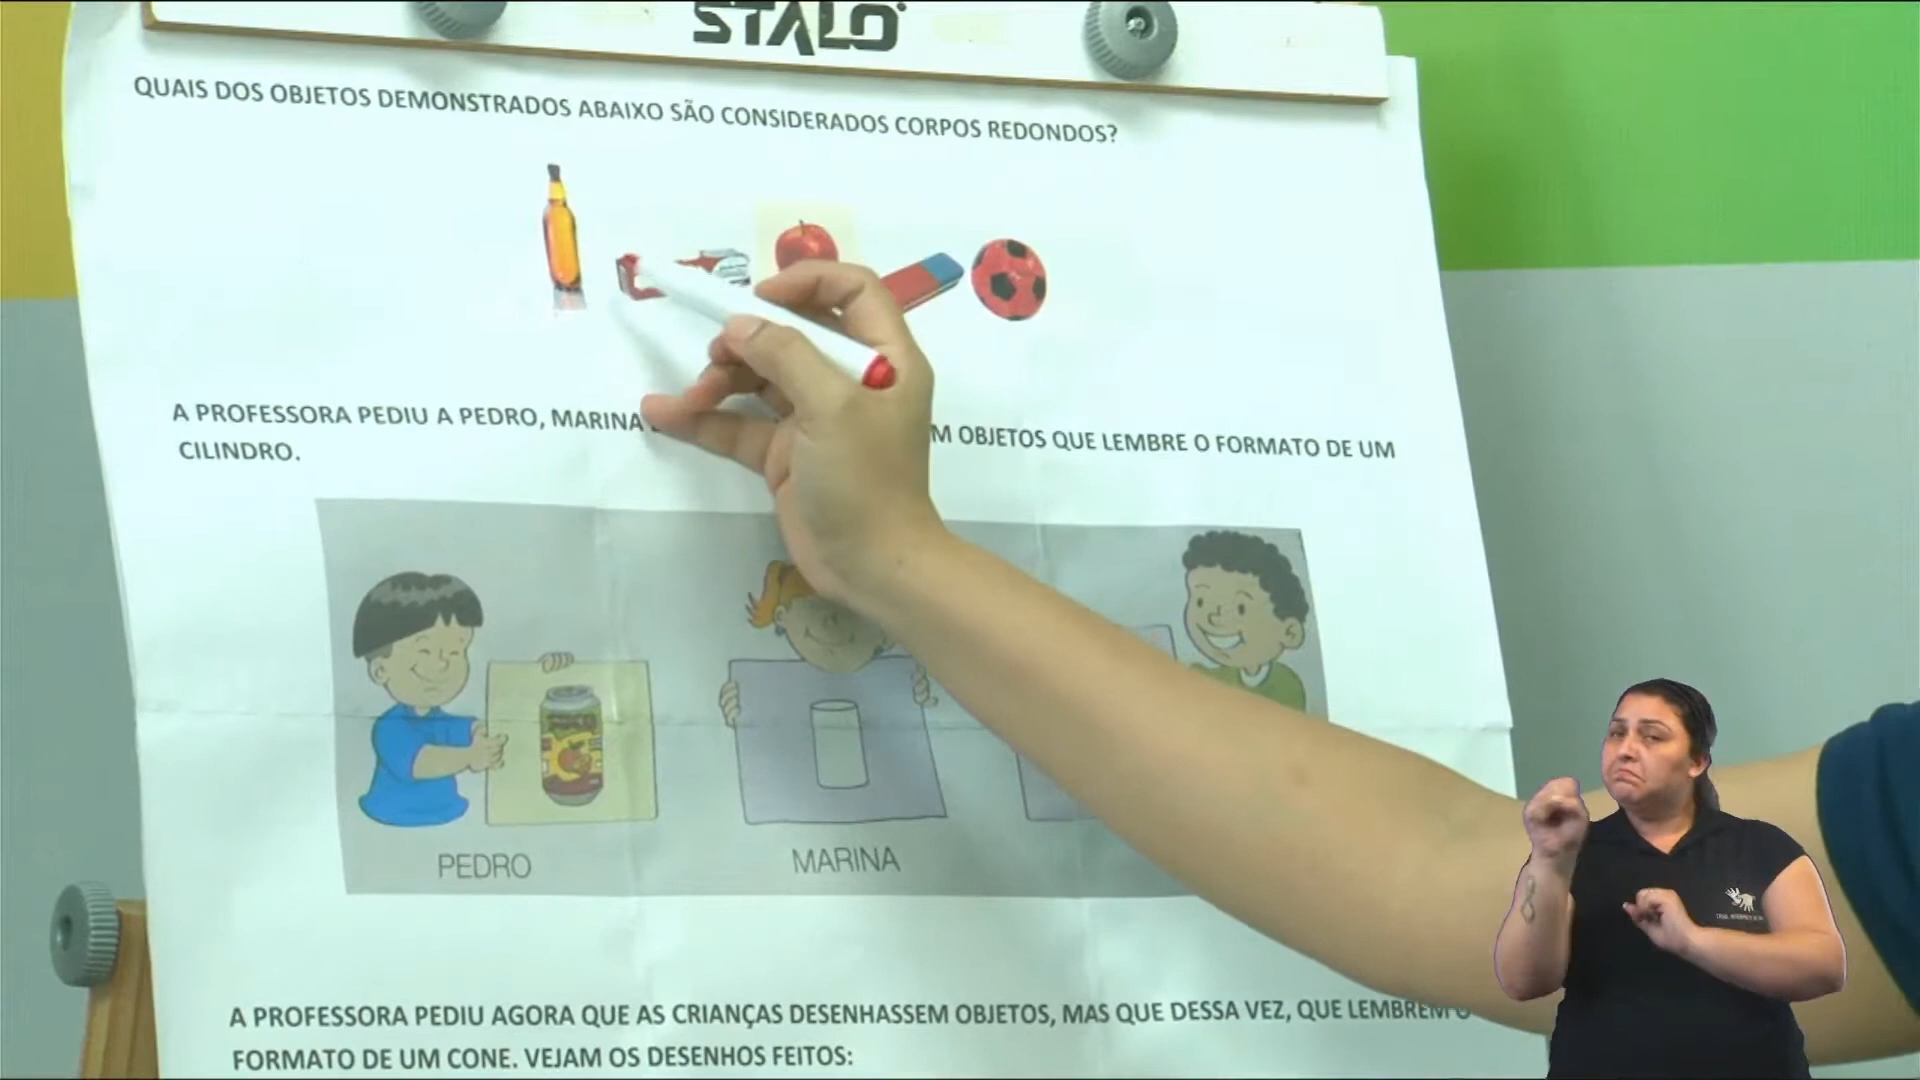 STALO
QUAIS DOS OBJETOS DEMONSTRADOS ABAIXO SÃO CONSIDERADOS CORPOS REDONDOS?
A PROFESSORA PEDIU A PEDRO, MARINA M OBJETOS QUE LEMBRE O FORMATO DE UM
CILINDRO.
PEDRO
MARINA
A PROFESSORA PEDIU AGORA QUE AS CRIANÇAS DESENHASSEM OBJETOS, MAS QUE DESSA VEZ, QUE LEMBREM O
FORMATO DE UM CONE. VEJAM OS DESENHOS FEITOS: